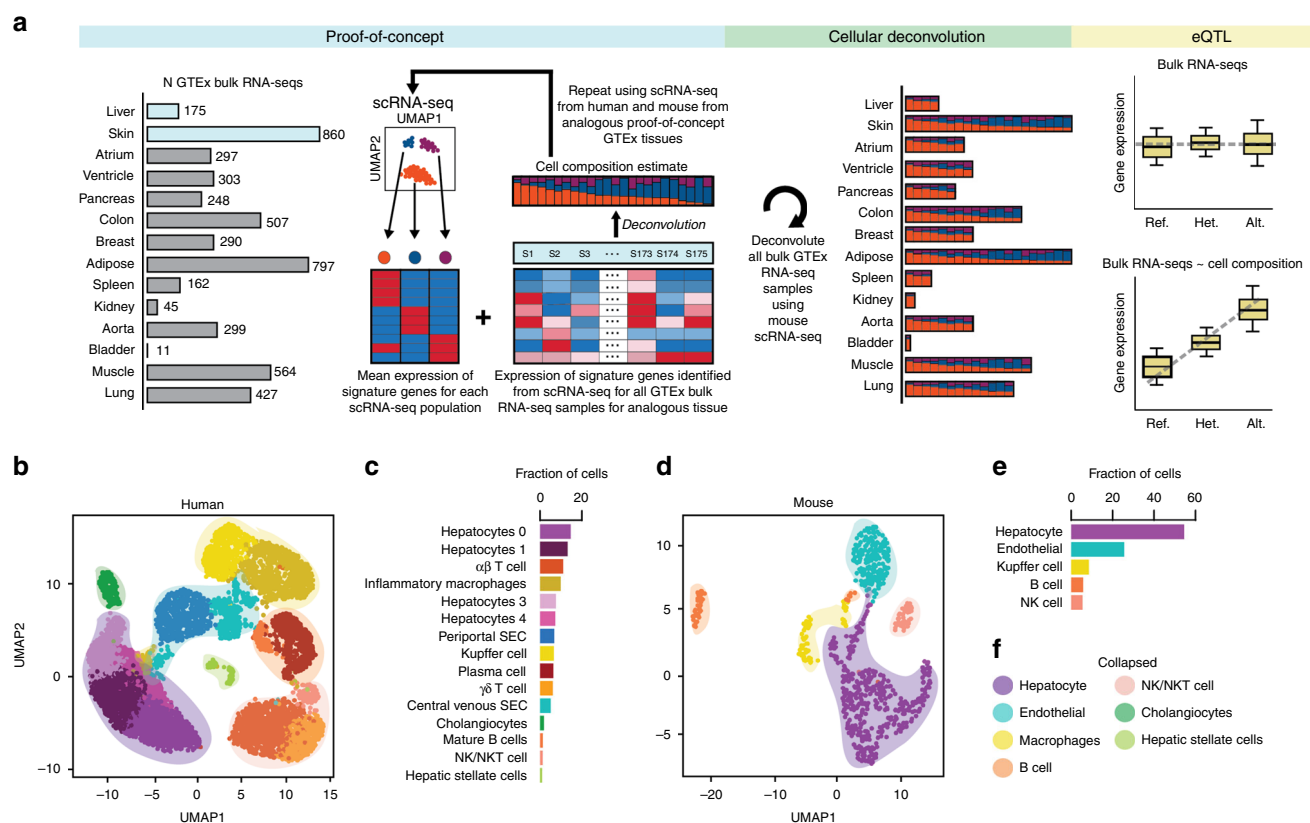 a
Proof-of-concept
Cellular deconvolution
eQTL
N GTEx bulk RNA-seqs
Liver
175
Skin
860
Atrium
297
Ventricle
303
Pancreas
248
Colon
507
Breast
290
Adipose
797
Spleen
162
Kidney
45
Aorta
299
Bladder
11
Muscle
564
Lung
427
scRNA-seq
UMAP1
UMAP2
Repeat using scRNA-seq
from human and mouse from
analogous proof-of-concept
GTEx tissues
Cell composition estimate
Deconvolution
S1 S2 S3 ··· S173 S174 S175
···
···
···
···
···
···
···
···
+
Mean expression of
signature genes for each
scRNA-seq population
Expression of signature genes identified
from scRNA-seq for all GTEx bulk
RNA-seq samples for analogous tissue
Deconvolute
all bulk GTEx
RNA-seq
samples
using
mouse
scRNA-seq
Liver
Skin
Atrium
Ventricle
Pancreas
Colon
Breast
Adipose
Spleen
Kidney
Aorta
Bladder
Muscle
Lung
Bulk RNA-seqs
Gene expression
Ref. Het. Alt.
Bulk RNA-seqs ~ cell composition
Gene expression
Ref. Het. Alt.
b
Human
UMAP2
10
0
−10
−10 −5 0 5 10 15
UMAP1
c
Fraction of cells
0 20
Hepatocytes 0
Hepatocytes 1
αβ T cell
Inflammatory macrophages
Hepatocytes 3
Hepatocytes 4
Periportal SEC
Kupffer cell
Plasma cell
γδ T cell
Central venous SEC
Cholangiocytes
Mature B cells
NK/NKT cell
Hepatic stellate cells
d
Mouse
10
5
0
−5
−20 −10 0 10
UMAP1
e
Fraction of cells
0 20 40 60
Hepatocyte
Endothelial
Kupffer cell
B cell
NK cell
f
Collapsed
Hepatocyte
Endothelial
Macrophages
B cell
NK/NKT cell
Cholangiocytes
Hepatic stellate cells